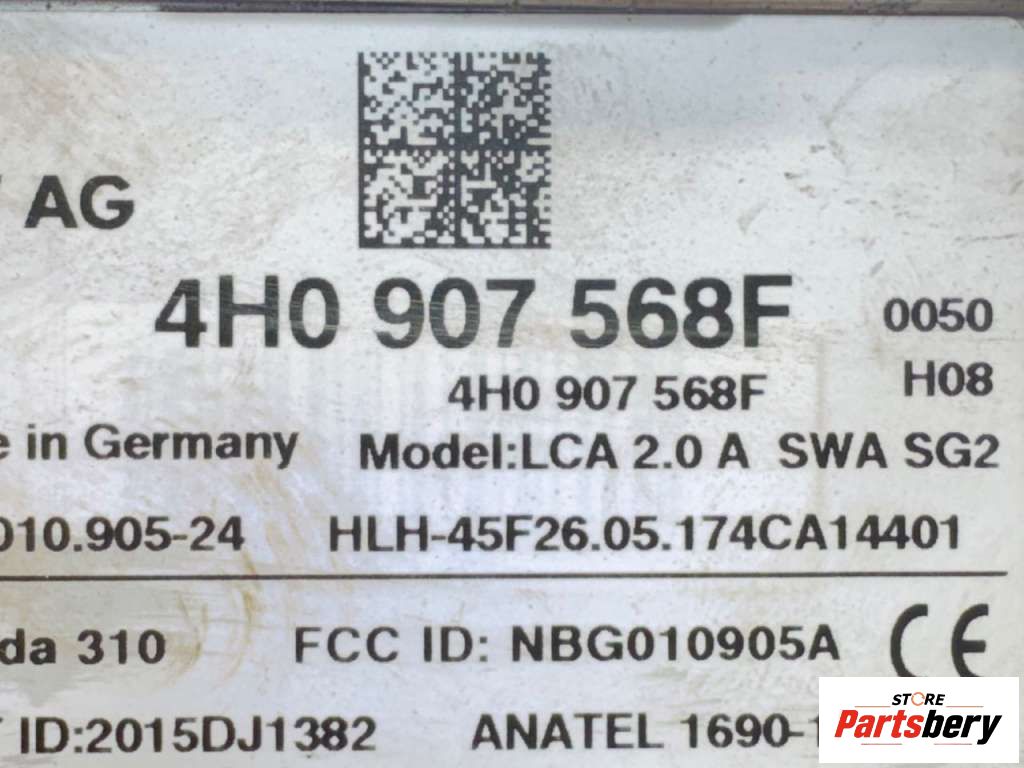 AG
4H0 907 568F 0050
4H0 907 568F H08
in Germany Model:LCA 2.0 A SWA SG2
010.905-24 HLH-45F26.05.174CA14401
310 FCC ID: NBG010905A CE
ID:2015DJ1382 ANATEL 1690-
STORE
Partsbery